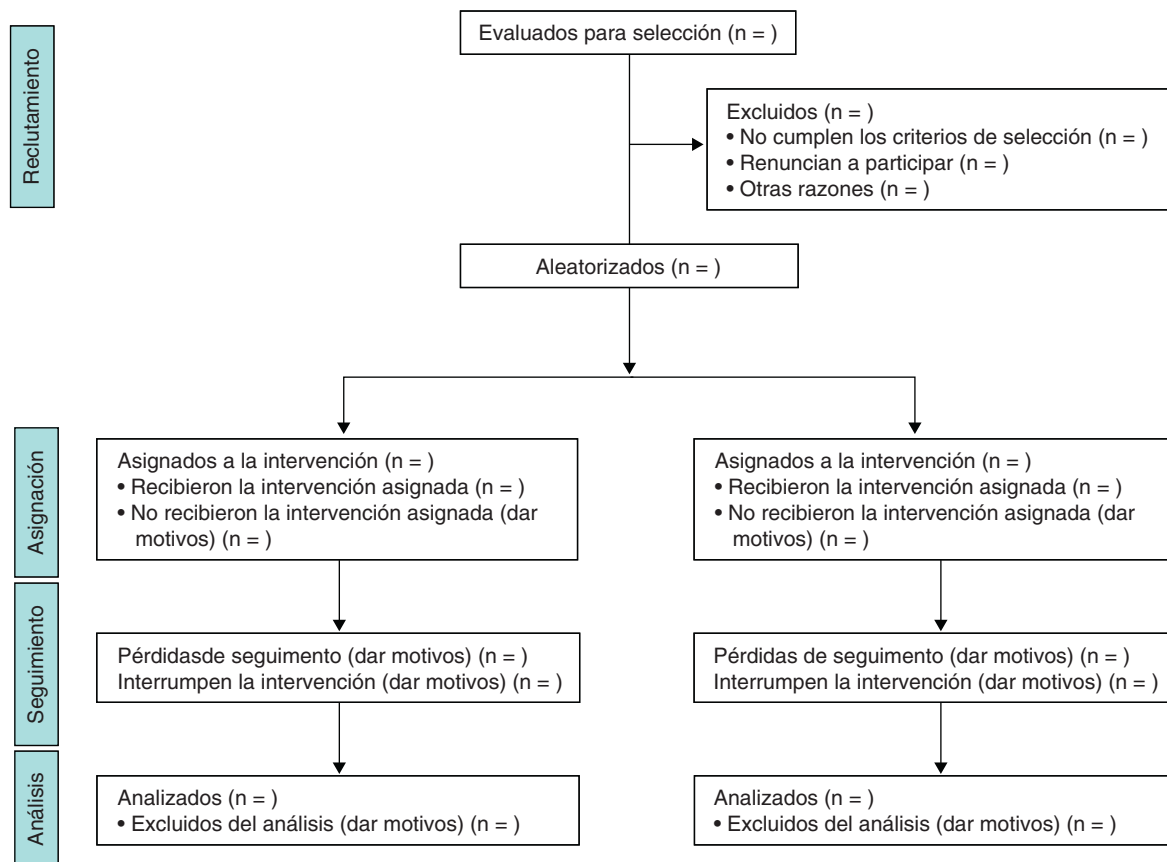 Reclutamiento
Evaluados para selección (n = )
Excluidos (n = )
• No cumplen los criterios de selección (n = )
• Renuncian a participar (n = )
• Otras razones (n = )
Aleatorizados (n = )
Asignación
Asignados a la intervención (n = )
• Recibieron la intervención asignada (n = )
• No recibieron la intervención asignada (dar
motivos) (n = )
Asignados a la intervención (n = )
• Recibieron la intervención asignada (n = )
• No recibieron la intervención asignada (dar
motivos) (n = )
Seguimiento
Pérdidasde seguimento (dar motivos) (n = )
Interrumpen la intervención (dar motivos) (n = )
Pérdidas de seguimento (dar motivos) (n = )
Interrumpen la intervención (dar motivos) (n = )
Análisis
Analizados (n = )
• Excluidos del análisis (dar motivos) (n = )
Analizados (n = )
• Excluidos del análisis (dar motivos) (n = )